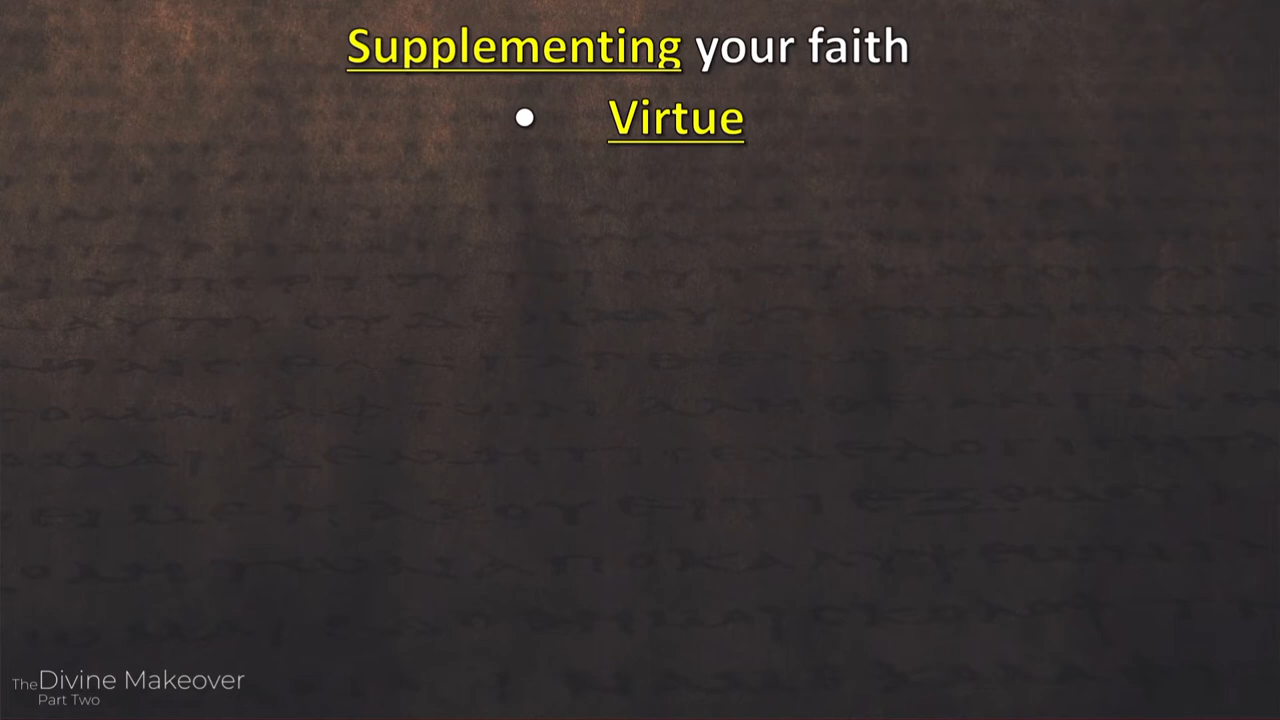 Supplementing your faith
• Virtue
The Divine Makeover
Part Two